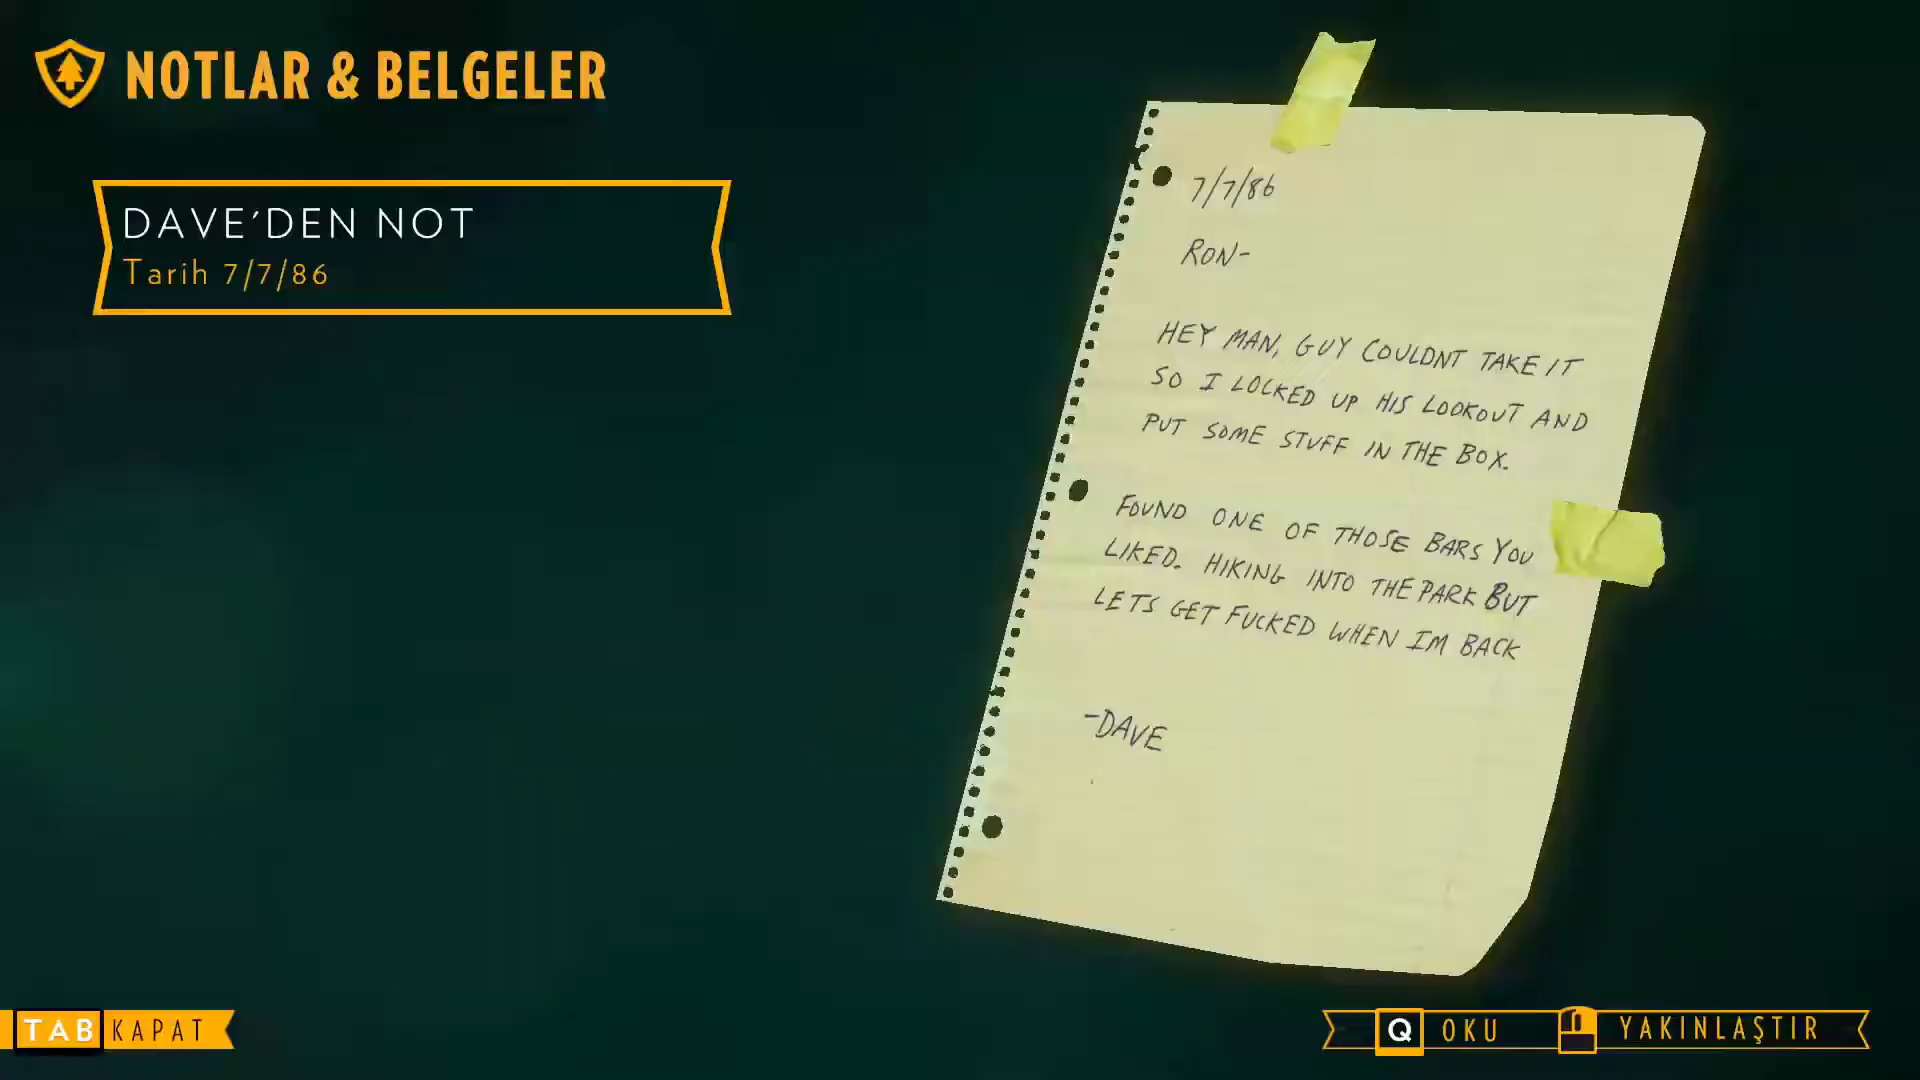 NOTLAR & BELGELER
DAVE'DEN NOT
Tarih 7/7/86
7/7/86
RON-
HEY MAN, GUY COULDNT TAKE IT
SO I LOCKED UP HIS LOOKOUT AND
PUT SOME STUFF IN THE BOX.
FOUND ONE OF THOSE BARS YOU
LIKED. HIKING INTO THE PARK BUT
LETS GET FUCKED WHEN IM BACK
-DAVE
TAB KAPAT
Q OKU YAKINLAŞTIR